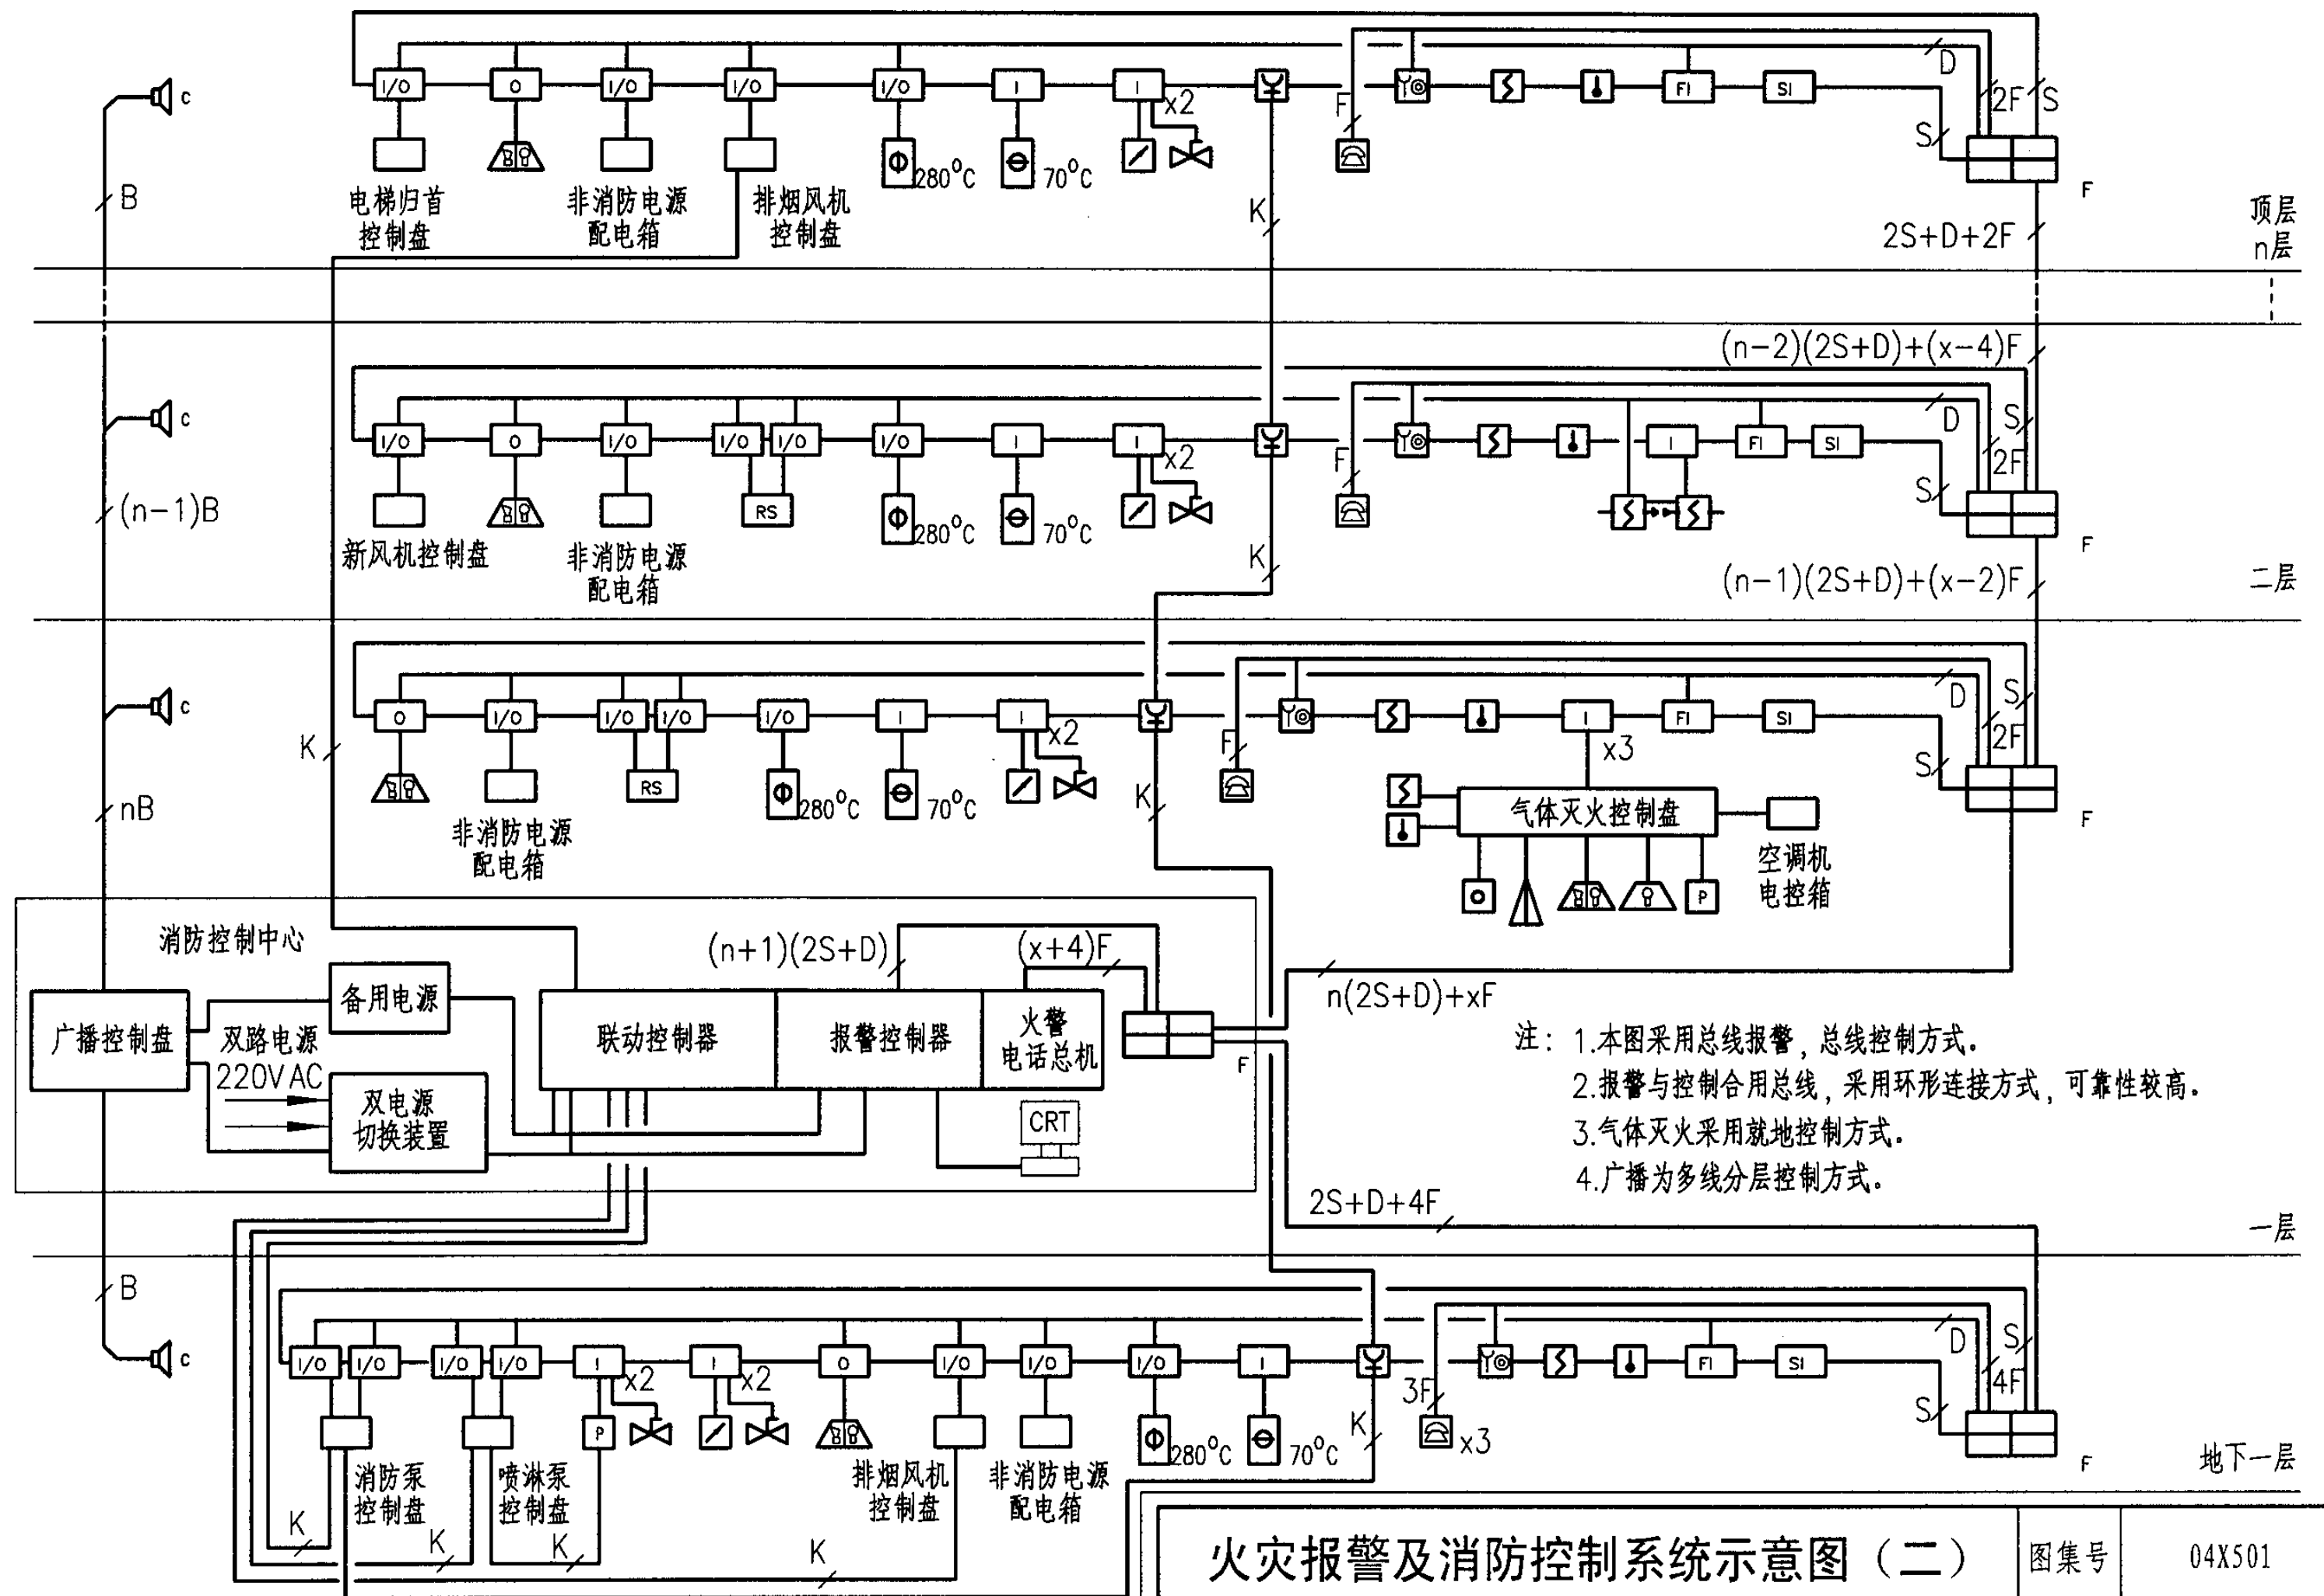 D
I/O
O
I/O
I/O
I/O
I
I
x2
F
FI
SI
2F
S
S
280°C
70°C
B
电梯归首
控制盘
非消防电源
配电箱
排烟风机
控制盘
K
2S+D+2F
F
顶层
n层
(n-2)(2S+D)+(x-4)F
C
C
D
S
I/O
O
I/O
I/O
I/O
I/O
I
I
x2
F
I
FI
SI
2F
S
RS
280°C
70°C
(n-1)B
新风机控制盘
非消防电源
配电箱
K
F
(n-1)(2S+D)+(x-2)F
二层
C
D
S
O
I/O
I/O
I/O
I/O
I
I
x2
F
I
x3
FI
SI
2F
S
K
RS
280°C
70°C
K
nB
非消防电源
配电箱
气体灭火控制盘
空调机
电控箱
P
F
消防控制中心
(n+1)(2S+D)
(x+4)F
n(2S+D)+xF
备用电源
广播控制盘
双路电源
220VAC
双电源
切换装置
联动控制器
报警控制器
火警
电话总机
CRT
F
注: 1.本图采用总线报警,总线控制方式。
2.报警与控制合用总线,采用环形连接方式,可靠性较高。
3.气体灭火采用就地控制方式。
4.广播为多线分层控制方式。
2S+D+4F
一层
B
C
D
S
I/O
I/O
I/O
I/O
I
x2
I
x2
O
I/O
I/O
I/O
I
3F
x3
FI
SI
4F
S
P
280°C
70°C
K
消防泵
控制盘
喷淋泵
控制盘
排烟风机
控制盘
非消防电源
配电箱
K
K
K
K
F
地下一层
火灾报警及消防控制系统示意图(二)
图集号
04X501